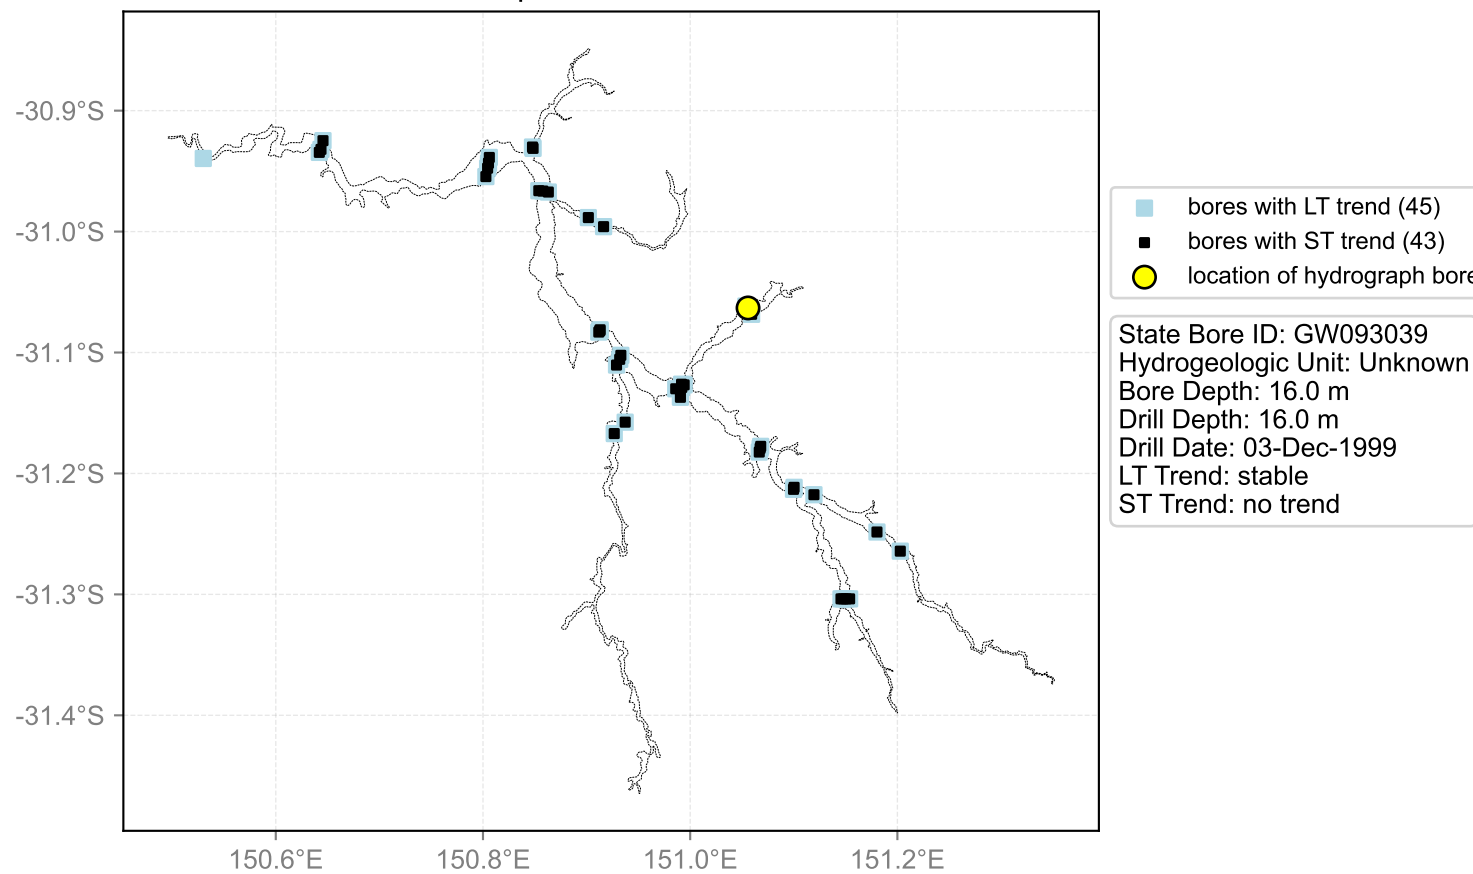 -30.9°S
-31.0°S
-31.1°S
-31.2°S
-31.3°S
-31.4°S
150.6°E
150.8°E
151.0°E
151.2°E
bores with LT trend (45)
bores with ST trend (43)
location of hydrograph bore
State Bore ID: GW093039
Hydrogeologic Unit: Unknown
Bore Depth: 16.0 m
Drill Depth: 16.0 m
Drill Date: 03-Dec-1999
LT Trend: stable
ST Trend: no trend